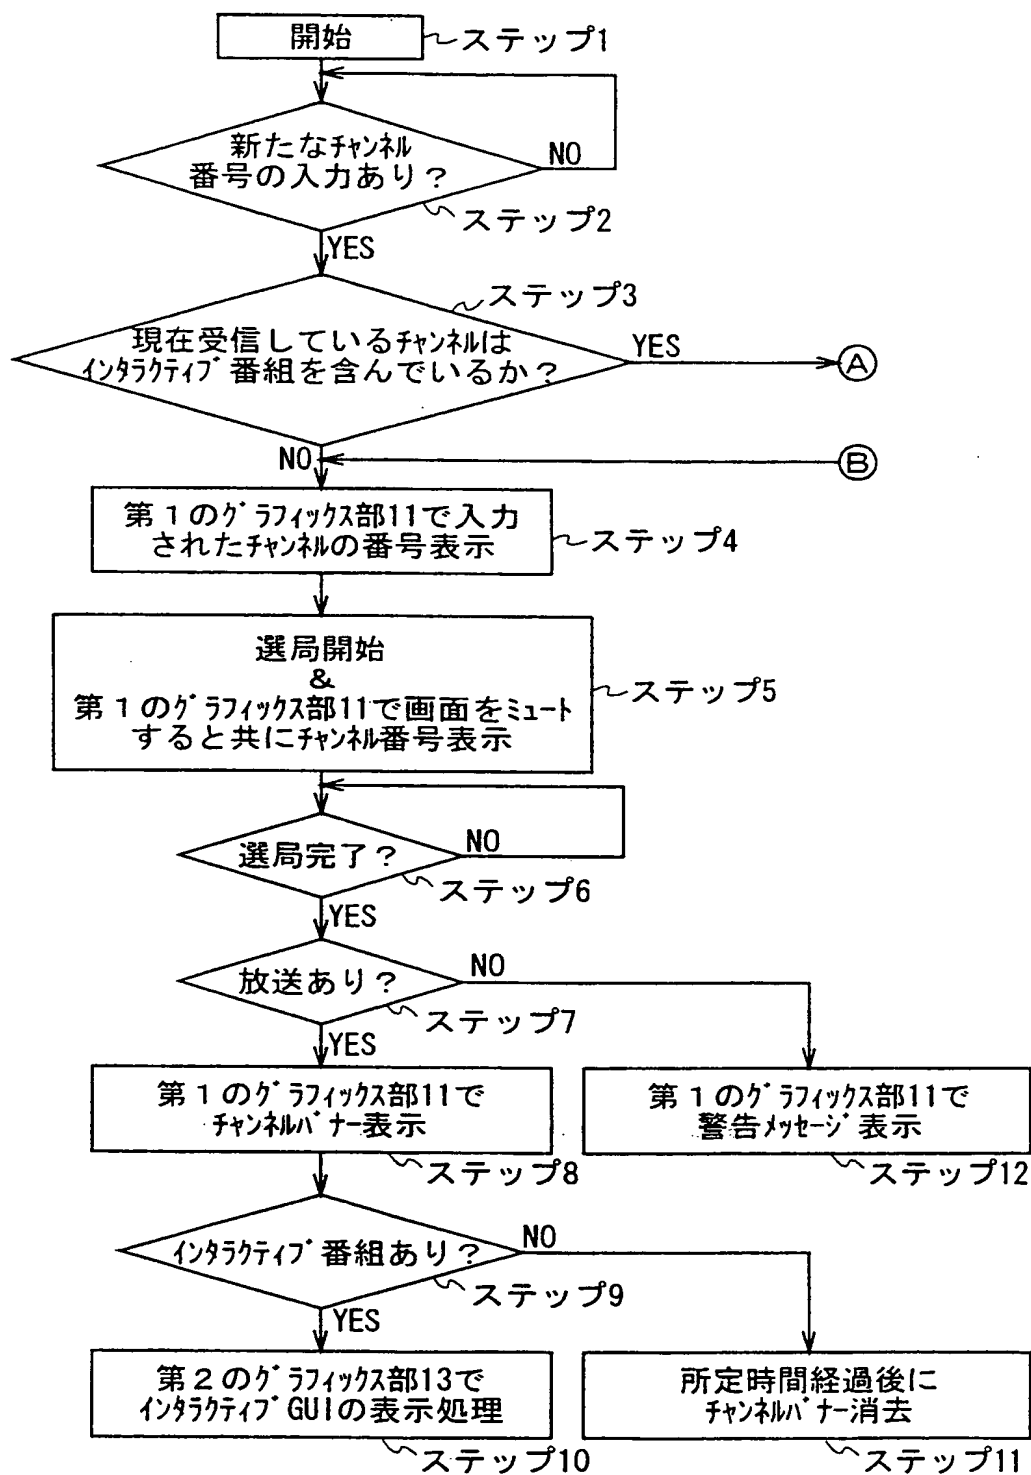 開始
ステップ1
新たなチャンネル
番号の入力あり？
NO
ステップ2
YES
ステップ3
現在受信しているチャンネルは
インタラクティブ番組を含んでいるか？
YES
A
NO
B
第1のグラフィックス部11で入力
されたチャンネルの番号表示
ステップ4
選局開始
&
第1のグラフィックス部11で画面をミュート
すると共にチャンネル番号表示
ステップ5
選局完了？
NO
ステップ6
YES
放送あり？
NO
ステップ7
YES
第1のグラフィックス部11で
チャンネルバナー表示
ステップ8
第1のグラフィックス部11で
警告メッセージ表示
ステップ12
インタラクティブ番組あり？
NO
ステップ9
YES
第2のグラフィックス部13で
インタラクティブGUIの表示処理
ステップ10
所定時間経過後に
チャンネルバナー消去
ステップ11